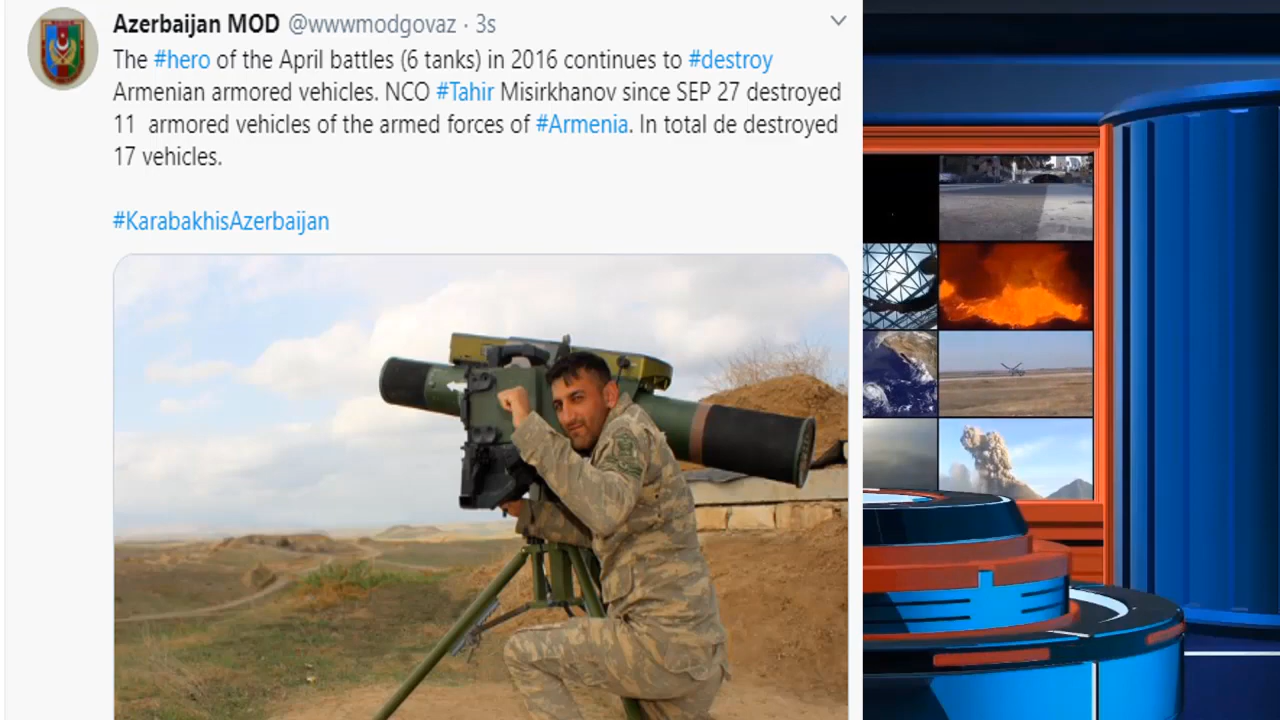 Azerbaijan MOD @wwwmodgovaz · 3s
The #hero of the April battles (6 tanks) in 2016 continues to #destroy
Armenian armored vehicles. NCO #Tahir Misirkhanov since SEP 27 destroyed
11 armored vehicles of the armed forces of #Armenia. In total de destroyed
17 vehicles.
#KarabakhisAzerbaijan